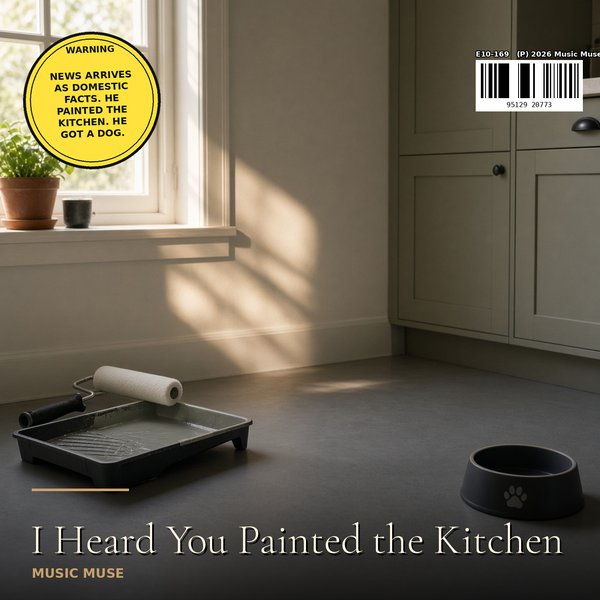 WARNING
NEWS ARRIVES
AS DOMESTIC
FACTS. HE
PAINTED THE
KITCHEN. HE
GOT A DOG.
E10-169 (P) 2026 Music Muse
95129 20773
I Heard You Painted the Kitchen
MUSIC MUSE